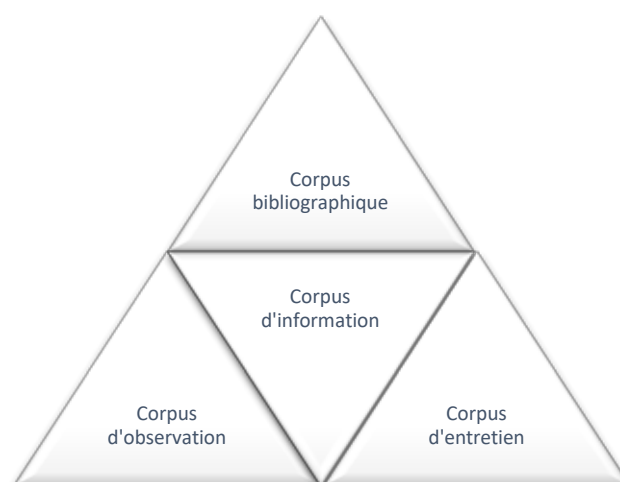 Corpus
bibliographique
Corpus
d'information
Corpus
d'observation
Corpus
d'entretien